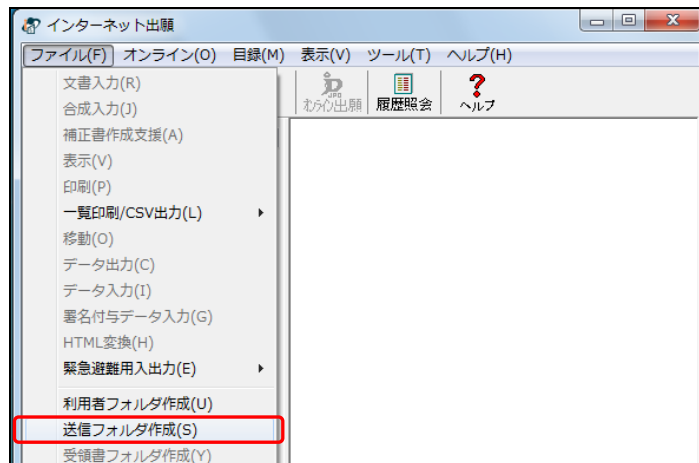 インターネット出願
ファイル(F) オンライン(O) 目録(M) 表示(V) ツール(T) ヘルプ(H)
文書入力(R)
合成入力(J)
補正書作成支援(A)
表示(V)
印刷(P)
一覧印刷/CSV出力(L)
移動(O)
データ出力(C)
データ入力(I)
署名付与データ入力(G)
HTML変換(H)
緊急避難用入出力(E)
利用者フォルダ作成(U)
送信フォルダ作成(S)
受領書フォルダ作成(Y)
JPO
オンライン出願 履歴照会 ヘルプ